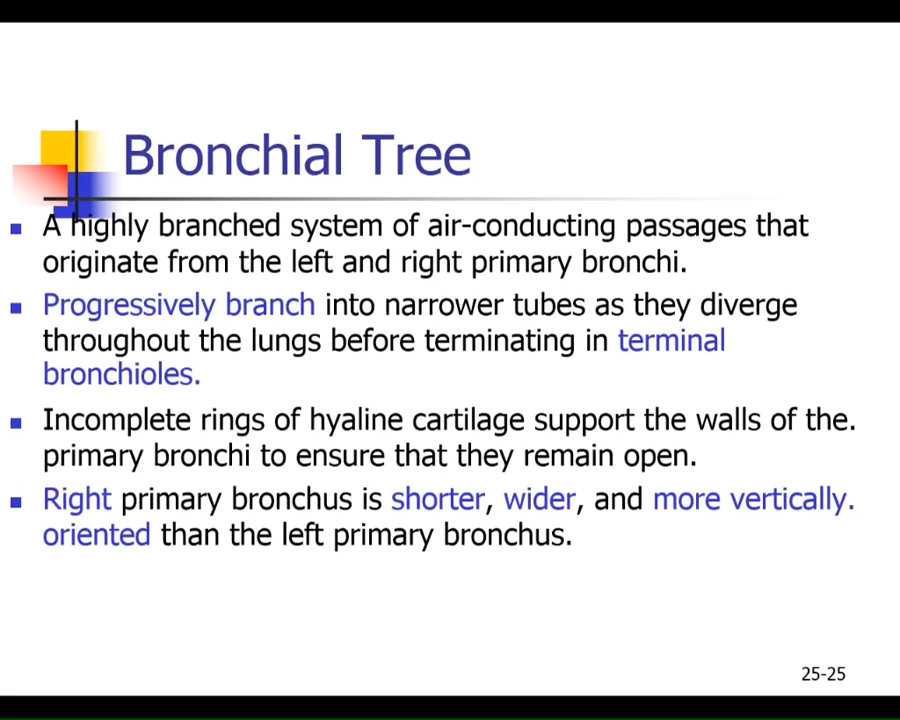 Bronchial Tree
A highly branched system of air-conducting passages that
originate from the left and right primary bronchi.
Progressively branch into narrower tubes as they diverge
throughout the lungs before terminating in terminal
bronchioles.
Incomplete rings of hyaline cartilage support the walls of the.
primary bronchi to ensure that they remain open.
Right primary bronchus is shorter, wider, and more vertically.
oriented than the left primary bronchus.
25-25